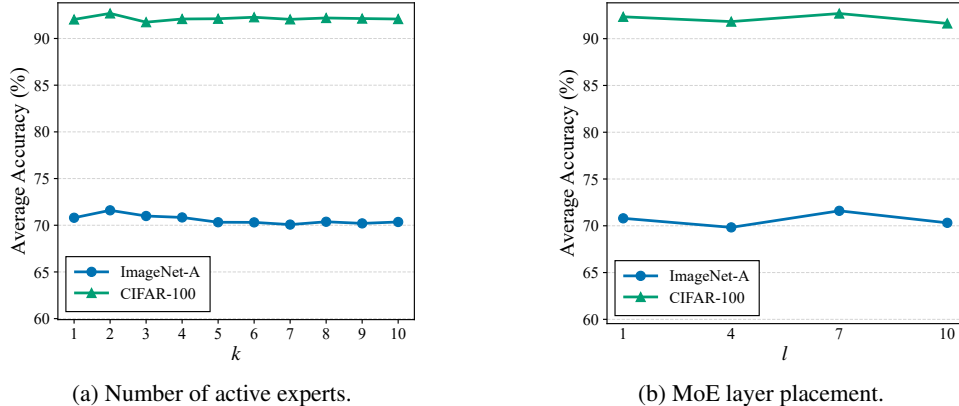 Average Accuracy (%)
90
85
80
75
70
65
60
ImageNet-A
CIFAR-100
1 2 3 4 5 6 7 8 9 10
k
(a) Number of active experts.
Average Accuracy (%)
90
85
80
75
70
65
60
ImageNet-A
CIFAR-100
1 4 7 10
l
(b) MoE layer placement.